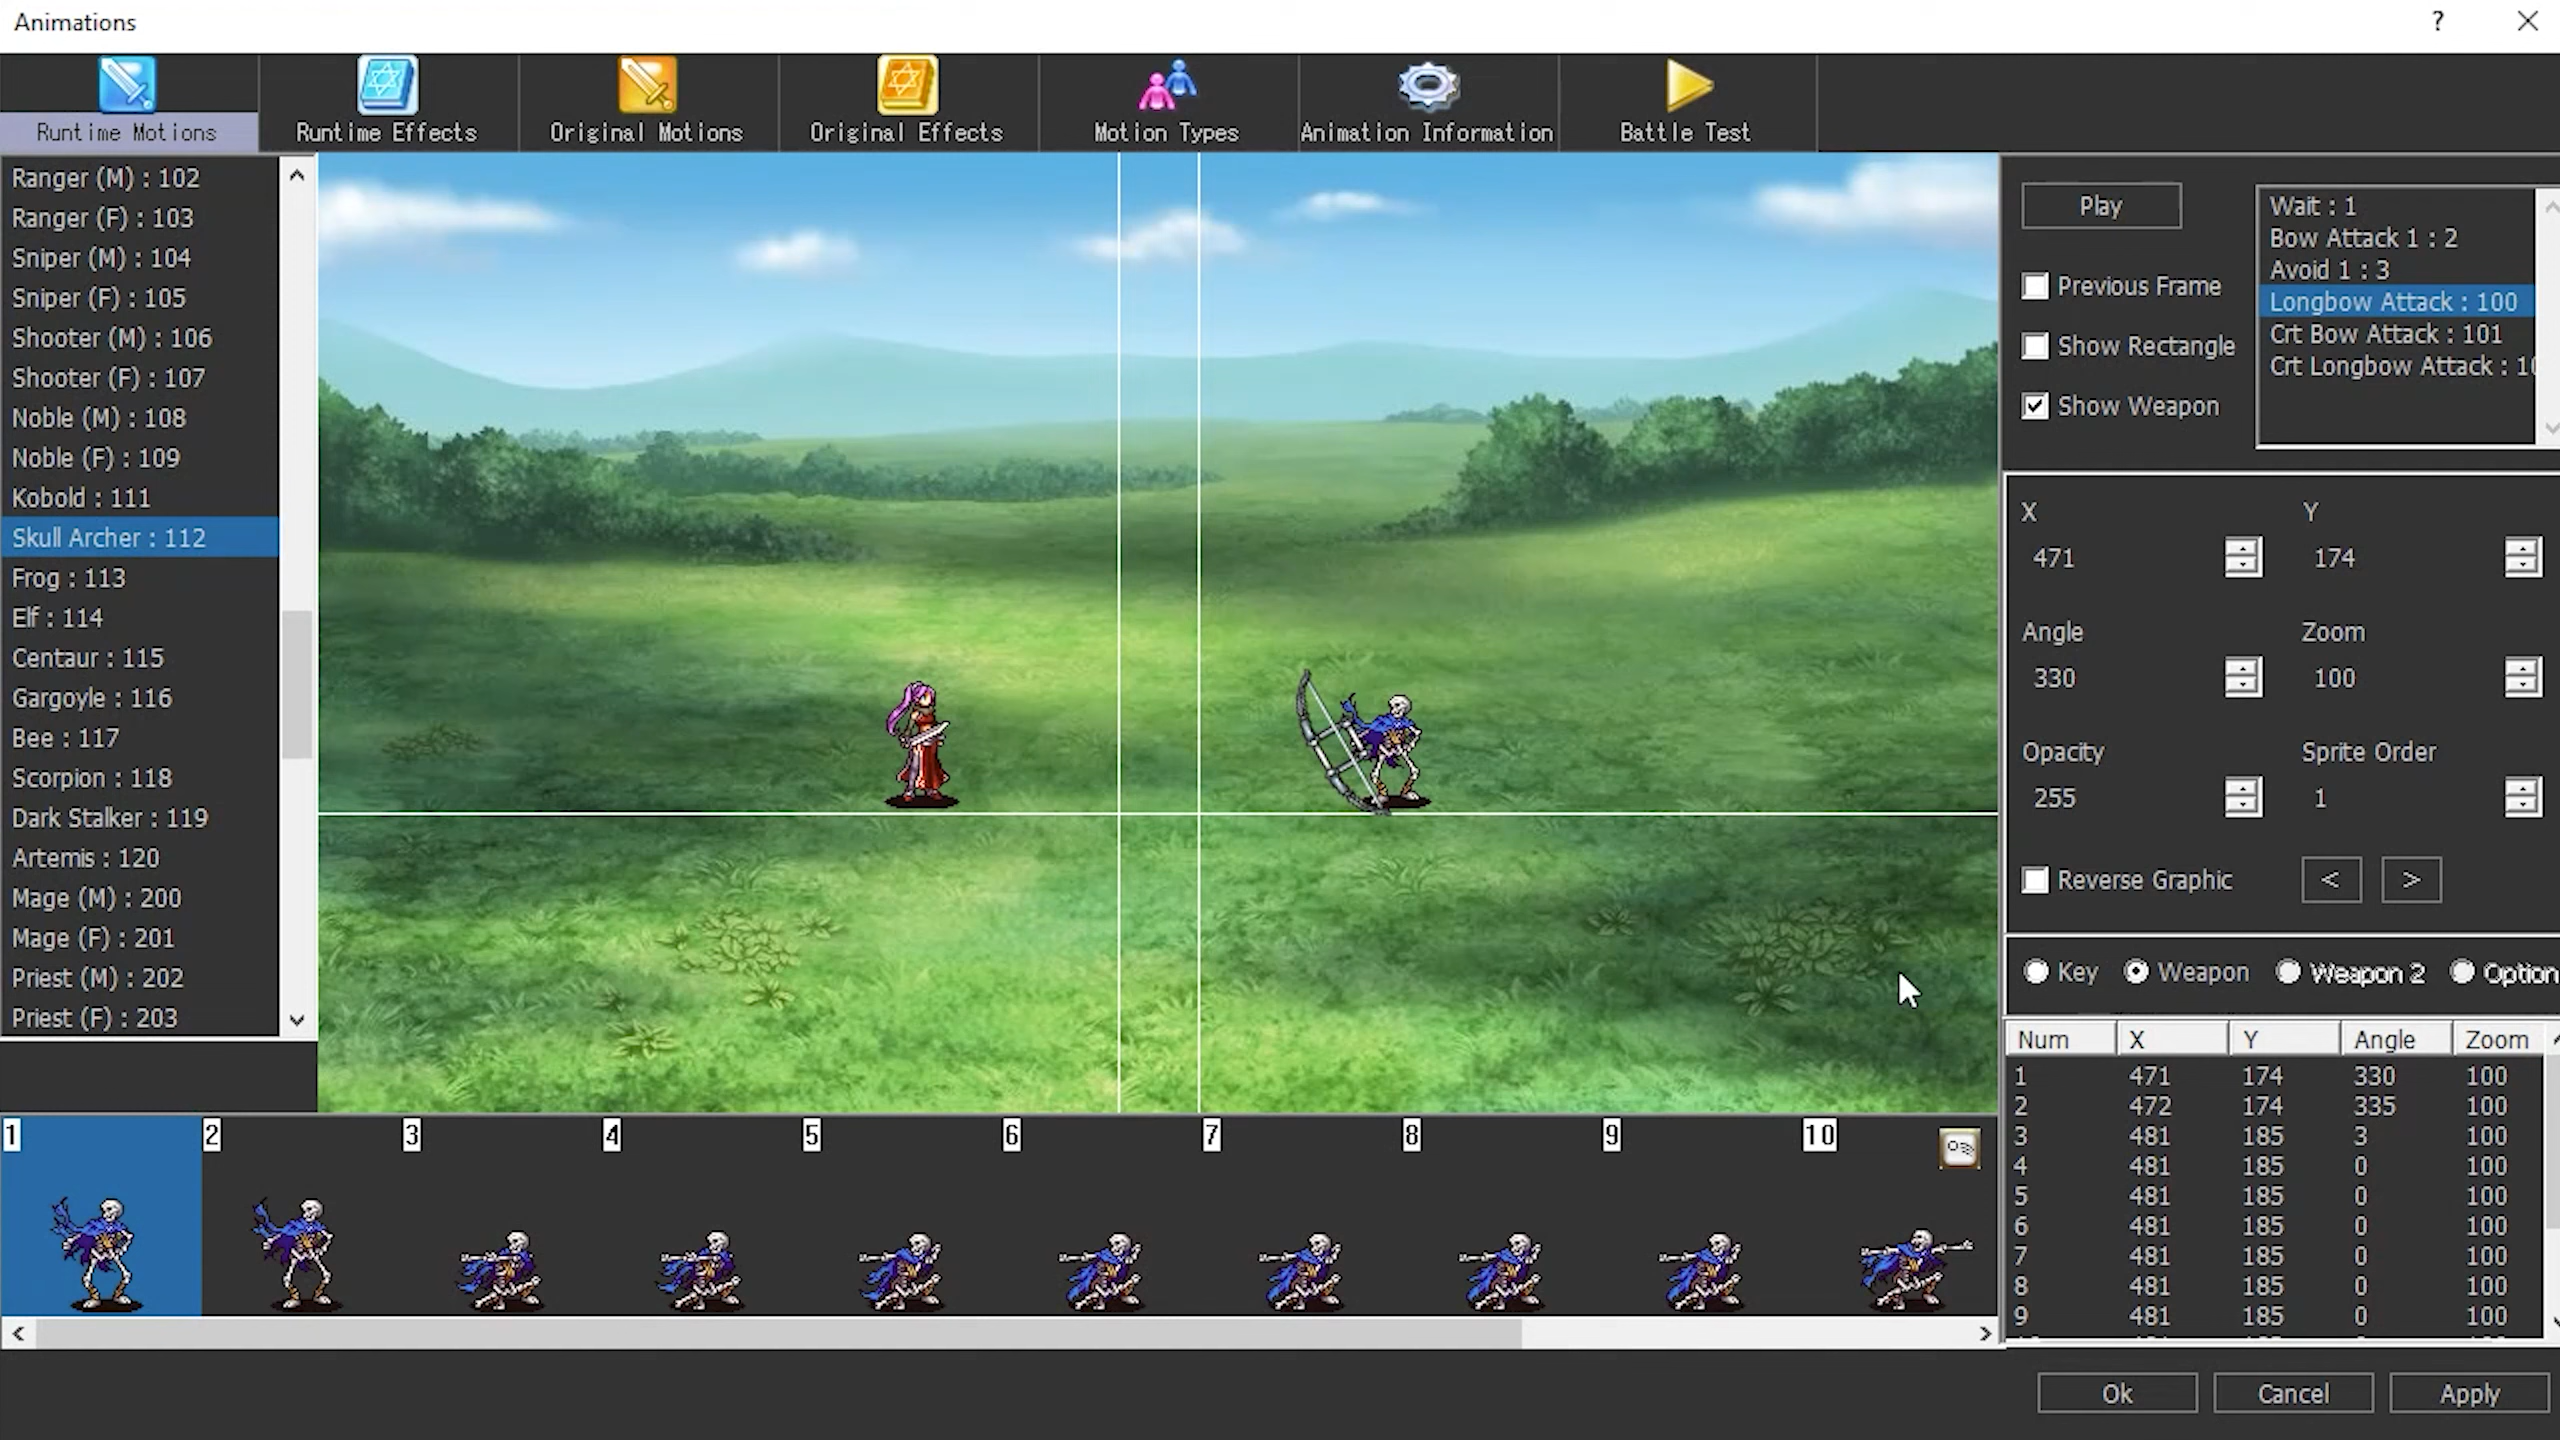 Animations
?
Runtime Motions
Runtime Effects
Original Motions
Original Effects
Motion Types
Animation Information
Battle Test
Ranger (M) : 102
Ranger (F) : 103
Sniper (M) : 104
Sniper (F) : 105
Shooter (M) : 106
Shooter (F) : 107
Noble (M) : 108
Noble (F) : 109
Kobold : 111
Skull Archer : 112
Frog : 113
Elf : 114
Centaur : 115
Gargoyle : 116
Bee : 117
Scorpion : 118
Dark Stalker : 119
Artemis : 120
Mage (M) : 200
Mage (F) : 201
Priest (M) : 202
Priest (F) : 203
Play
Previous Frame
Show Rectangle
Show Weapon
Wait : 1
Bow Attack 1 : 2
Avoid 1 : 3
Longbow Attack : 100
Crt Bow Attack : 101
Crt Longbow Attack : 10
X Y
471 174
Angle Zoom
330 100
Opacity Sprite Order
255 1
Reverse Graphic < >
Key Weapon Weapon 2 Option
Num X Y Angle Zoom
1 471 174 330 100
2 472 174 335 100
3 481 185 3 100
4 481 185 0 100
5 481 185 0 100
6 481 185 0 100
7 481 185 0 100
8 481 185 0 100
9 481 185 0 100
1 2 3 4 5 6 7 8 9 10
Ok Cancel Apply